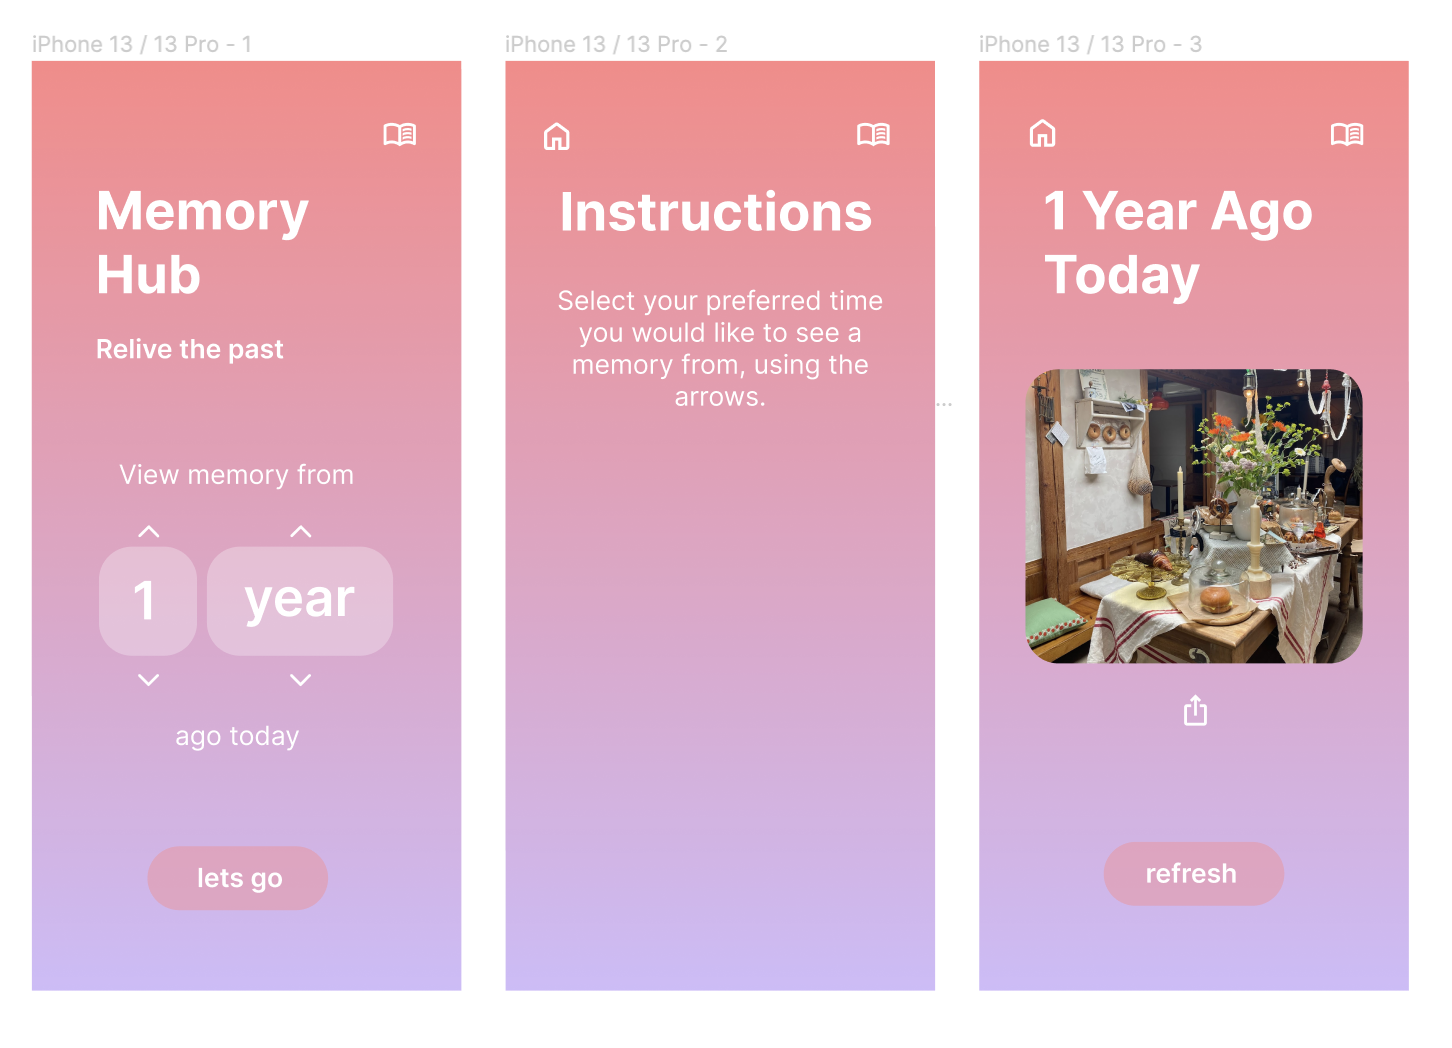 iPhone 13 / 13 Pro - 1
Memory
Hub
Relive the past
View memory from
1
year
ago today
lets go
iPhone 13 / 13 Pro - 2
Instructions
Select your preferred time
you would like to see a
memory from, using the
arrows.
...
iPhone 13 / 13 Pro - 3
1 Year Ago
Today
refresh